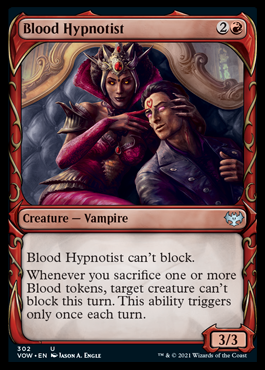 Blood Hypnotist 2
Creature — Vampire
Blood Hypnotist can't block.
Whenever you sacrifice one or more
Blood tokens, target creature can't
block this turn. This ability triggers
only once each turn.
3/3
302 U
VOW • EN Jason A. Engle ™ & © 2021 Wizards of the Coast